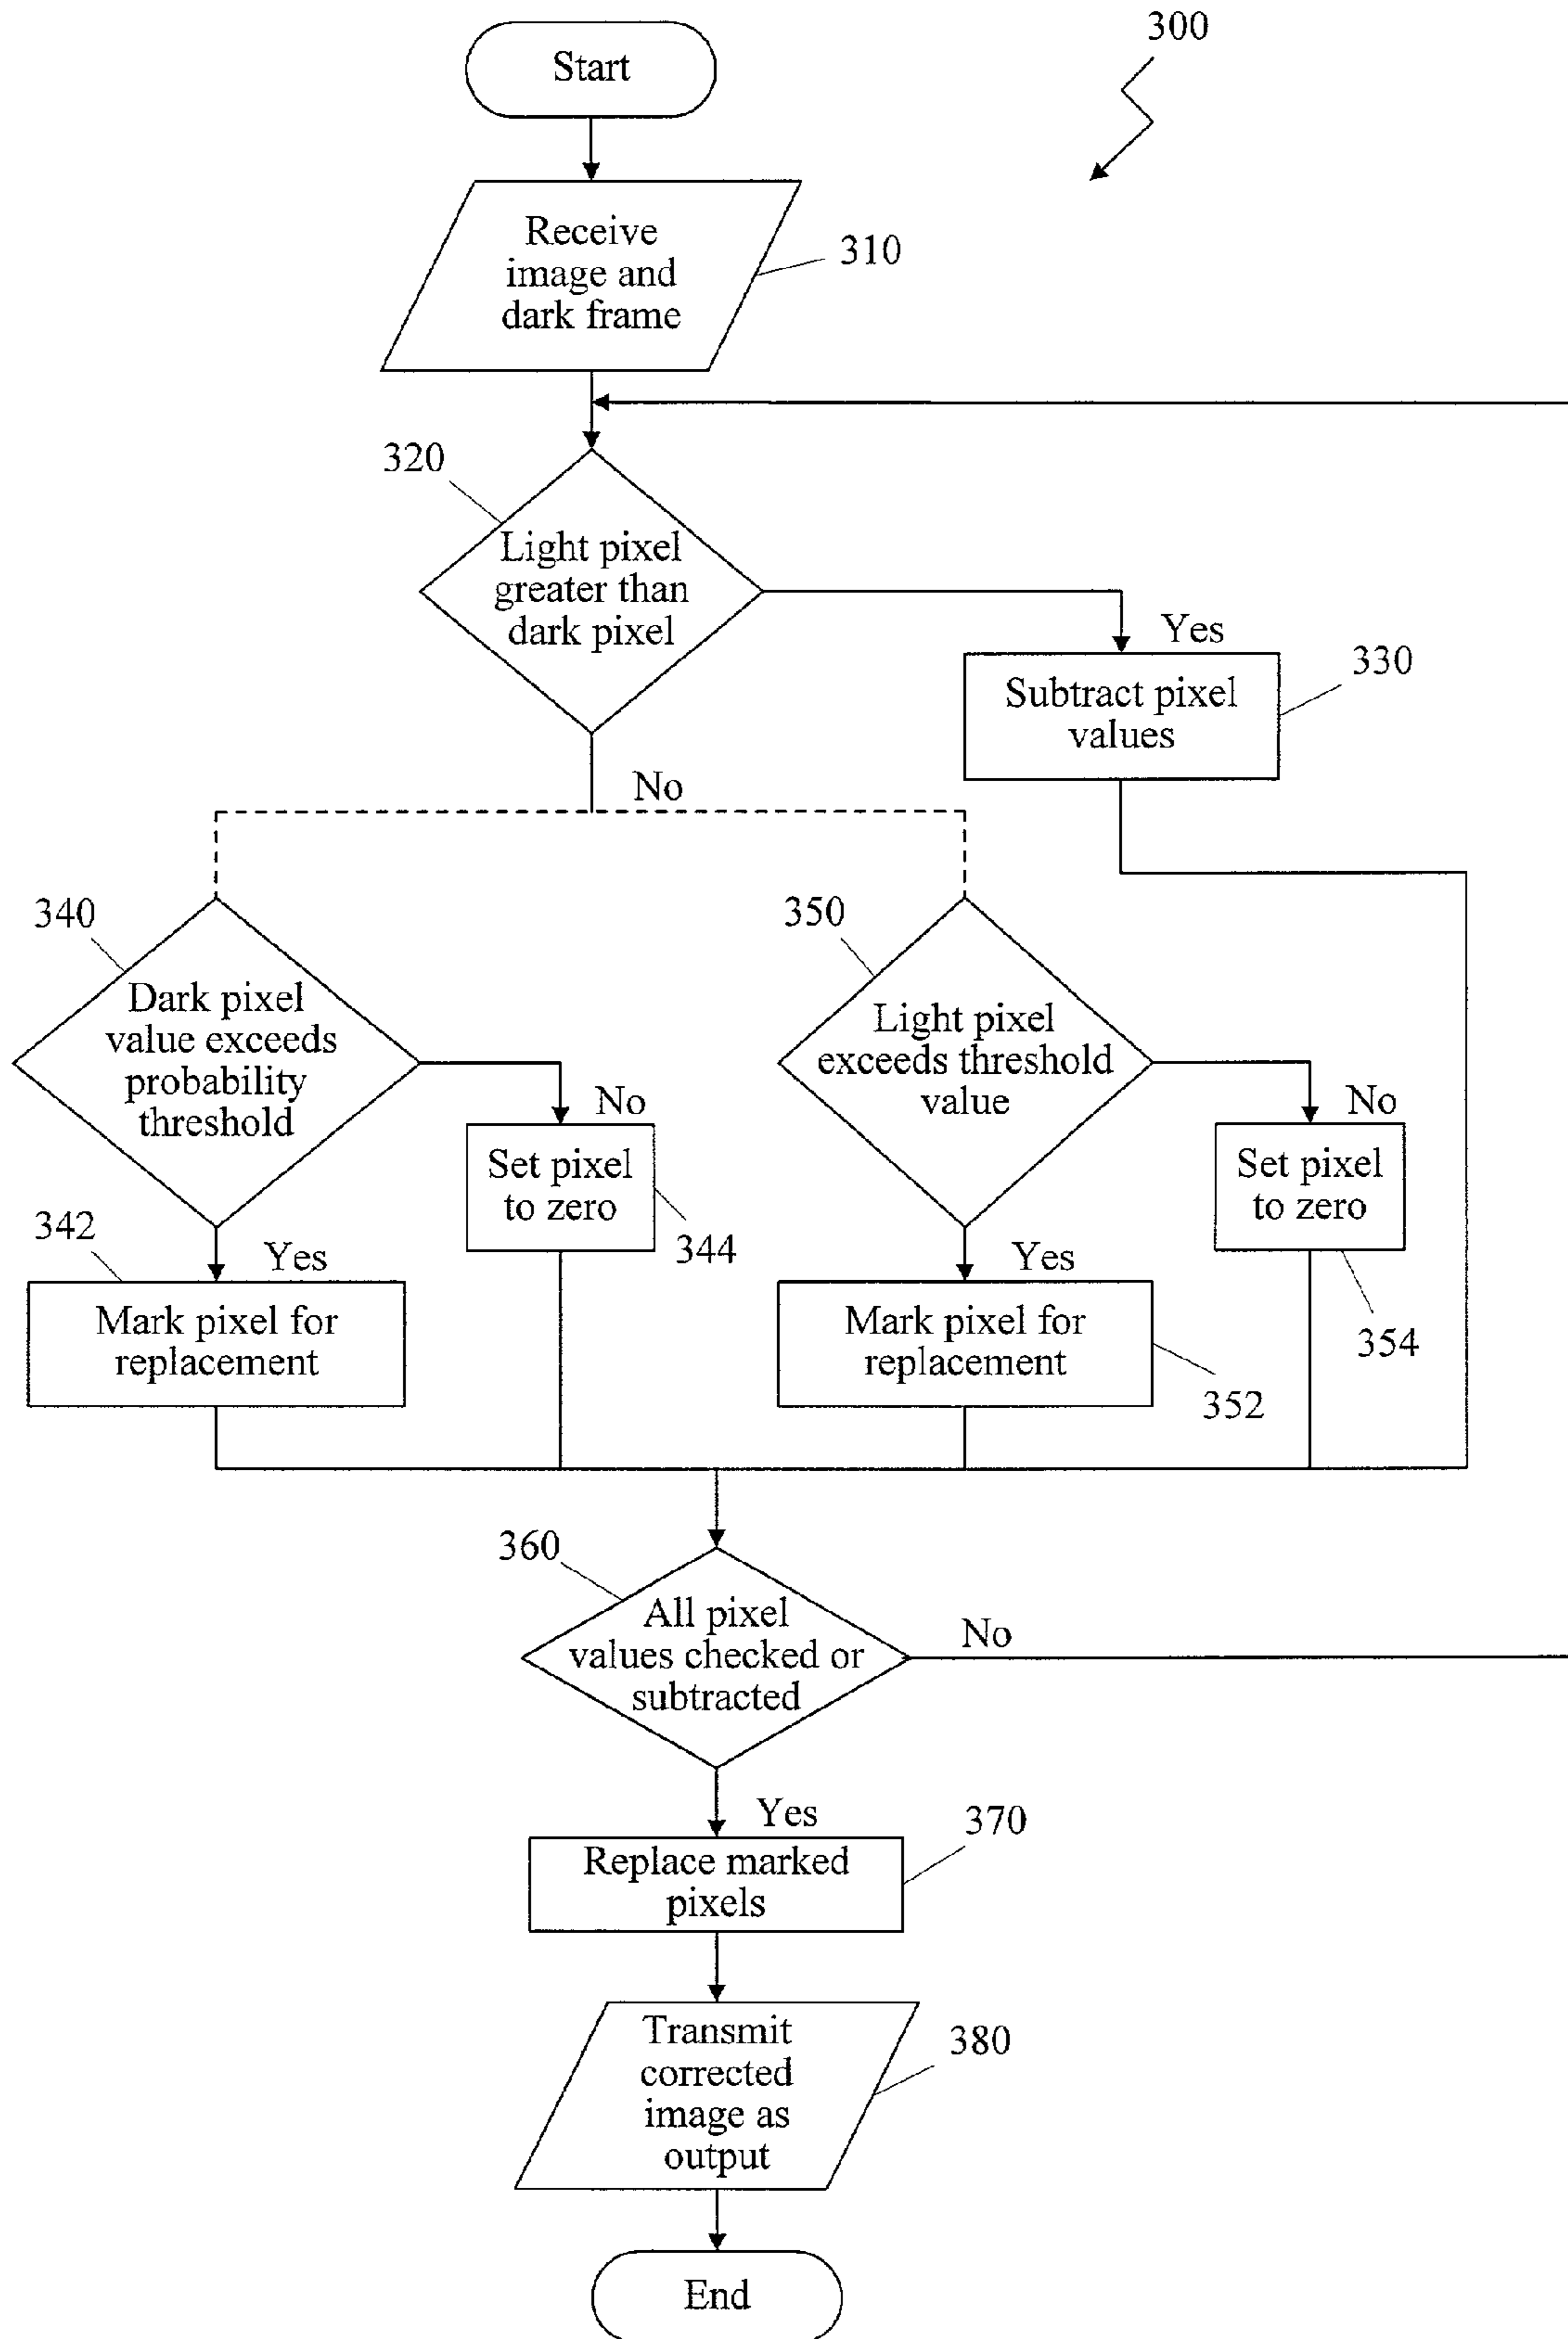 300
Start
Receive
image and
dark frame
310
320
Light pixel
greater than
dark pixel
Yes
330
Subtract pixel
values
No
340
Dark pixel
value exceeds
probability
threshold
No
Set pixel
to zero
344
342
Yes
Mark pixel for
replacement
350
Light pixel
exceeds threshold
value
No
Set pixel
to zero
354
Yes
Mark pixel for
replacement
352
360
All pixel
values checked or
subtracted
No
Yes
370
Replace marked
pixels
Transmit
corrected
image as
output
380
End